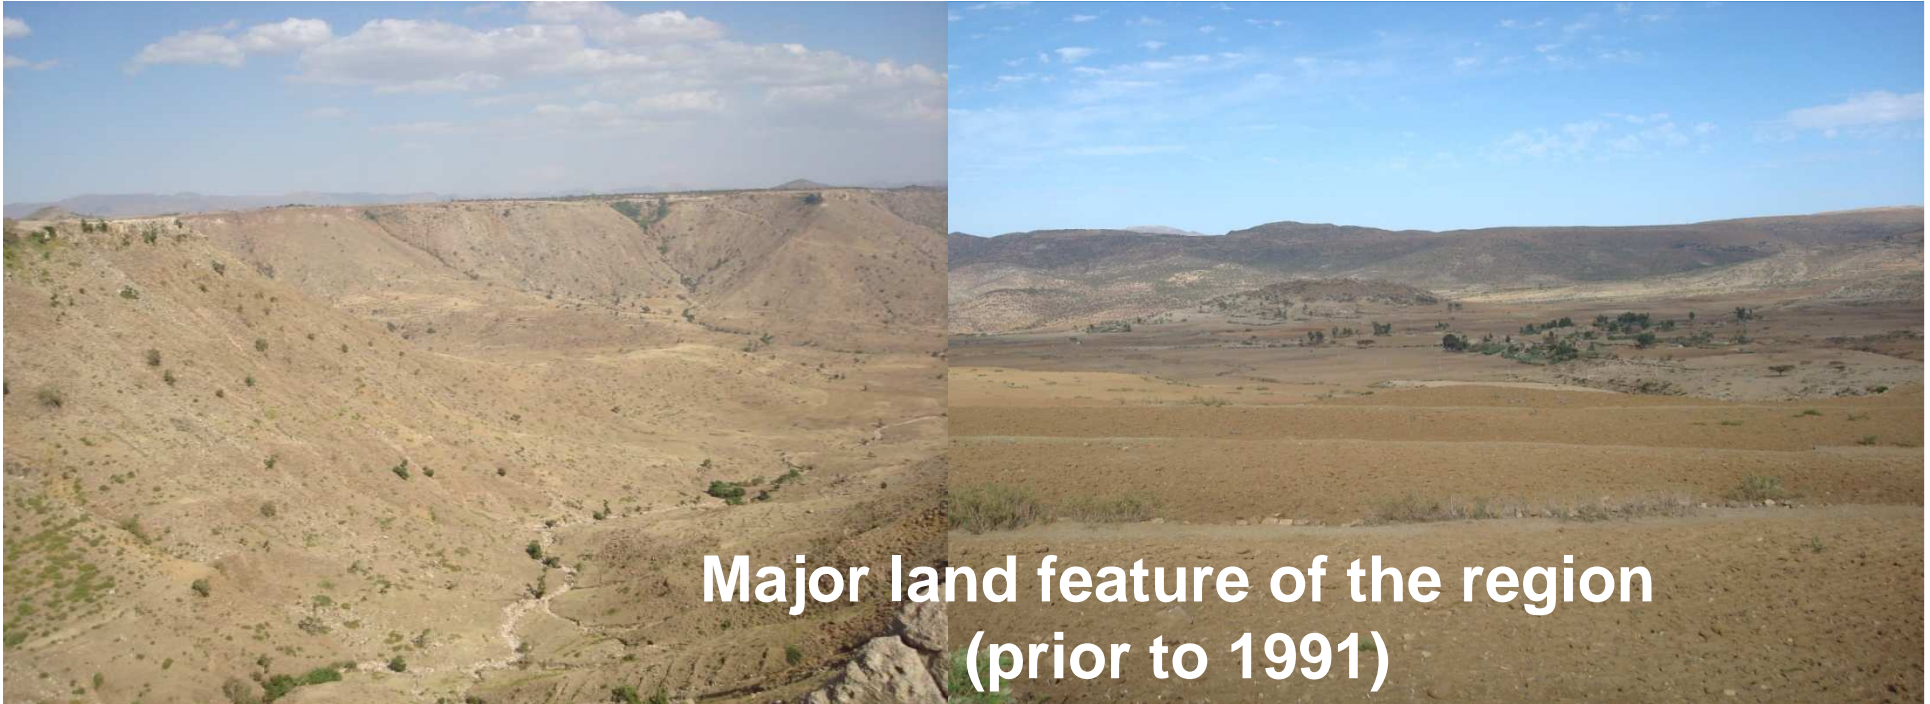 Major land feature of the region
(prior to 1991)